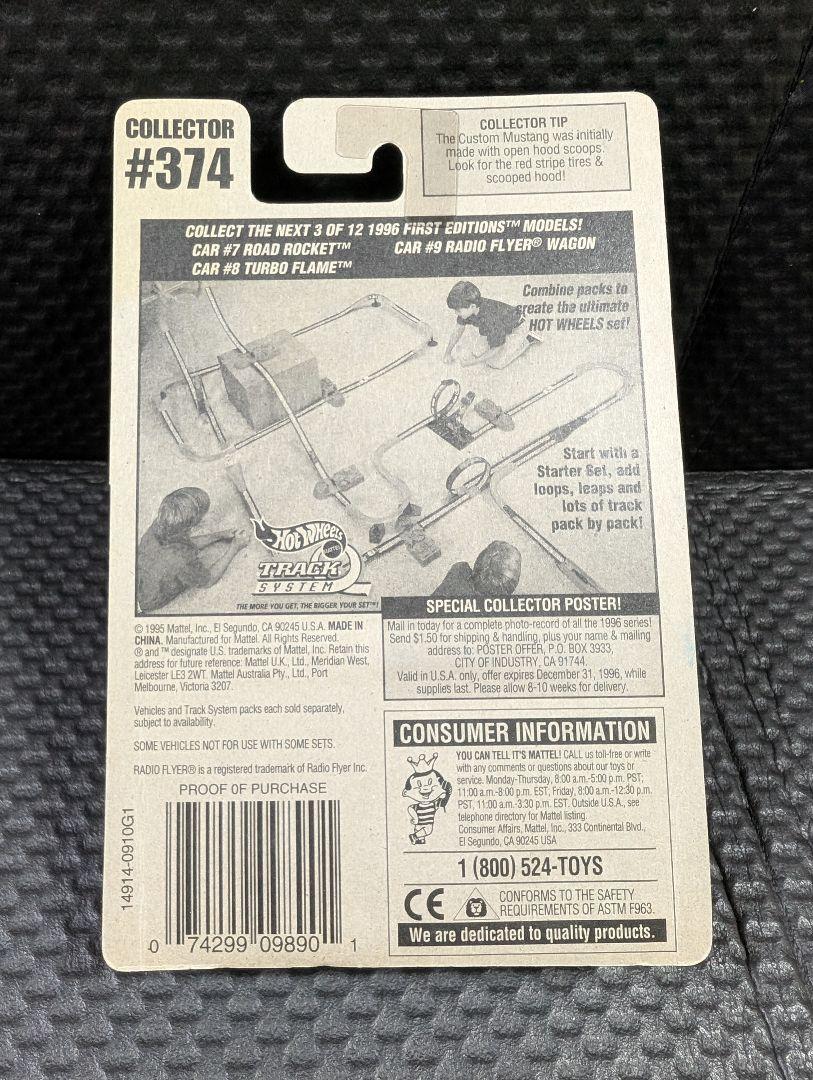 COLLECTOR
#374
COLLECTOR TIP
The Custom Mustang was initially
made with open hood scoops.
Look for the red stripe tires &
scooped hood!
COLLECT THE NEXT 3 OF 12 1996 FIRST EDITIONS™ MODELS!
CAR #7 ROAD ROCKET™ CAR #9 RADIO FLYER® WAGON
CAR #8 TURBO FLAME™
Combine packs to
create the ultimate
HOT WHEELS set!
Start with a
Starter Set, add
loops, leaps and
lots of track
pack by pack!
HOT WHEELS
MATTEL
TRACK
SYSTEM
THE MORE YOU GET, THE BIGGER YOUR SET™!
© 1995 Mattel, Inc., El Segundo, CA 90245 U.S.A. MADE IN
CHINA. Manufactured for Mattel. All Rights Reserved.
® and ™ designate U.S. trademarks of Mattel, Inc. Retain this
address for future reference: Mattel U.K., Ltd., Meridian West,
Leicester LE3 2WT. Mattel Australia Pty., Ltd., Port
Melbourne, Victoria 3207.
Vehicles and Track System packs each sold separately,
subject to availability.
SOME VEHICLES NOT FOR USE WITH SOME SETS.
RADIO FLYER® is a registered trademark of Radio Flyer Inc.
PROOF OF PURCHASE
14914-0910G1
0 74299 09890 1
SPECIAL COLLECTOR POSTER!
Mail in today for a complete photo-record of all the 1996 series!
Send $1.50 for shipping & handling, plus your name & mailing
address to: POSTER OFFER, P.O. BOX 3933,
CITY OF INDUSTRY, CA 91744.
Valid in U.S.A. only, offer expires December 31, 1996, while
supplies last. Please allow 8-10 weeks for delivery.
CONSUMER INFORMATION
YOU CAN TELL IT'S MATTEL! CALL us toll-free or write
with any comments or questions about our toys or
service. Monday-Thursday, 8:00 a.m.-5:00 p.m. PST;
11:00 a.m.-8:00 p.m. EST, Friday, 8:00 a.m.-12:30 p.m.
PST, 11:00 a.m.-3:30 p.m. EST. Outside U.S.A., see
telephone directory for Mattel listing.
Consumer Affairs, Mattel, Inc., 333 Continental Blvd.,
El Segundo, CA 90245 USA
1 (800) 524-TOYS
CE CONFORMS TO THE SAFETY
REQUIREMENTS OF ASTM F963.
We are dedicated to quality products.